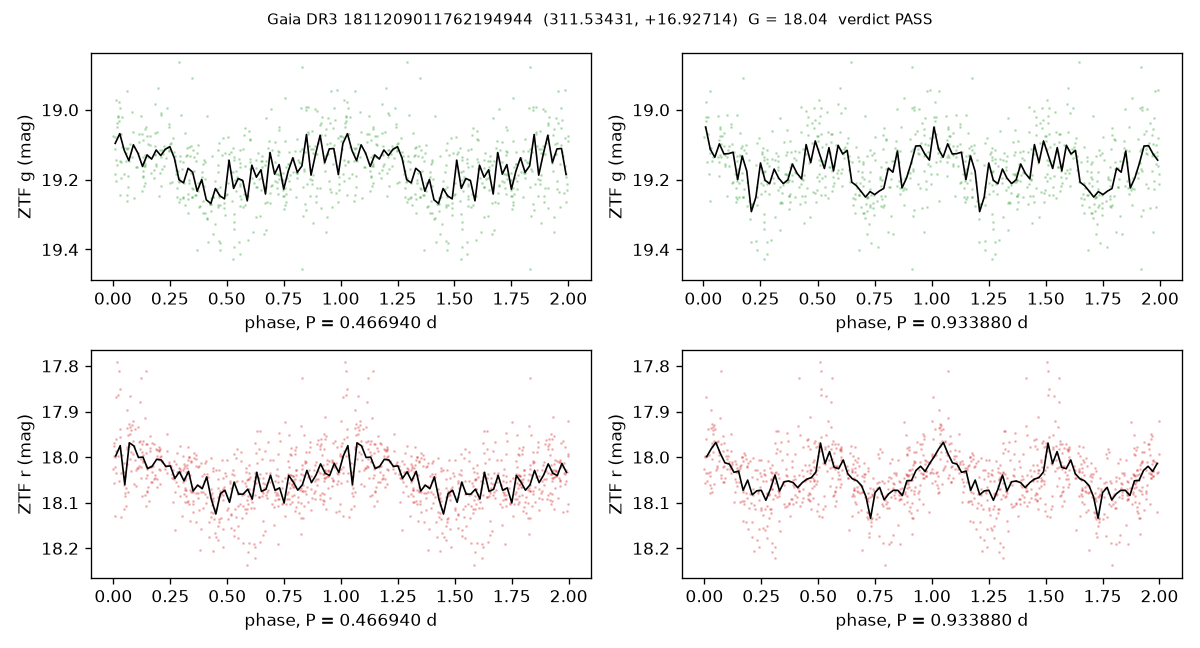 Gaia DR3 1811209011762194944 (311.53431, +16.92714) G = 18.04 verdict PASS
ZTF g (mag)
19.0
19.2
19.4
0.00 0.25 0.50 0.75 1.00 1.25 1.50 1.75 2.00
phase, P = 0.466940 d
ZTF g (mag)
19.0
19.2
19.4
0.00 0.25 0.50 0.75 1.00 1.25 1.50 1.75 2.00
phase, P = 0.933880 d
ZTF r (mag)
17.8
17.9
18.0
18.1
18.2
0.00 0.25 0.50 0.75 1.00 1.25 1.50 1.75 2.00
phase, P = 0.466940 d
ZTF r (mag)
17.8
17.9
18.0
18.1
18.2
0.00 0.25 0.50 0.75 1.00 1.25 1.50 1.75 2.00
phase, P = 0.933880 d